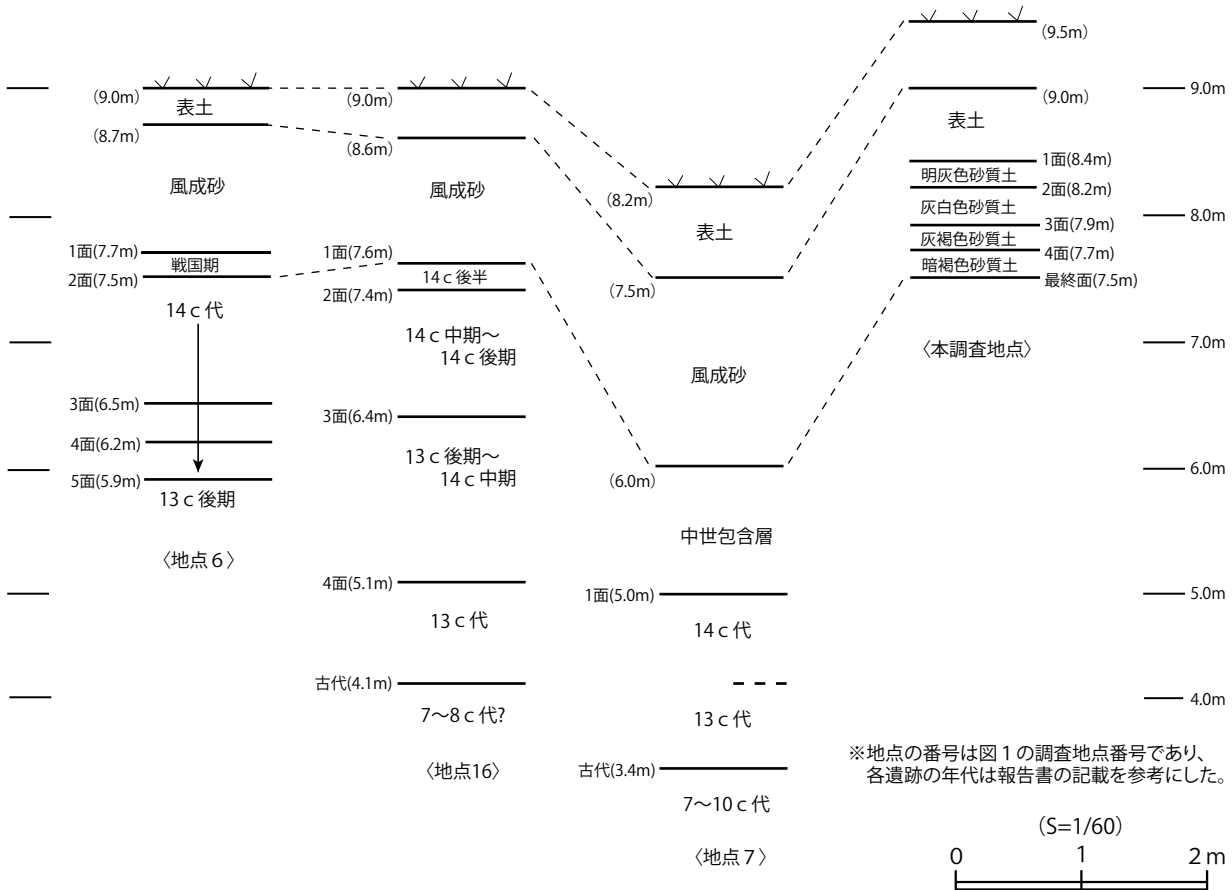 (9.0m)
表土
(8.7m)
風成砂
1面(7.7m)
戦国期
2面(7.5m)
14ｃ代
3面(6.5m)
4面(6.2m)
5面(5.9m)
13ｃ後期
〈地点６〉
(9.0m)
(8.6m)
風成砂
1面(7.6m)
14ｃ後半
2面(7.4m)
14ｃ中期～
14ｃ後期
3面(6.4m)
13ｃ後期～
14ｃ中期
4面(5.1m)
13ｃ代
古代(4.1m)
7～8ｃ代?
〈地点16〉
(8.2m)
表土
(7.5m)
風成砂
(6.0m)
中世包含層
1面(5.0m)
14ｃ代
13ｃ代
古代(3.4m)
7～10ｃ代
〈地点７〉
(9.5m)
(9.0m)
表土
1面(8.4m)
明灰色砂質土
2面(8.2m)
灰白色砂質土
3面(7.9m)
灰褐色砂質土
4面(7.7m)
暗褐色砂質土
最終面(7.5m)
〈本調査地点〉
9.0m
8.0m
7.0m
6.0m
5.0m
4.0m
※地点の番号は図１の調査地点番号であり、
各遺跡の年代は報告書の記載を参考にした。
(S=1/60)
0 1 2ｍ